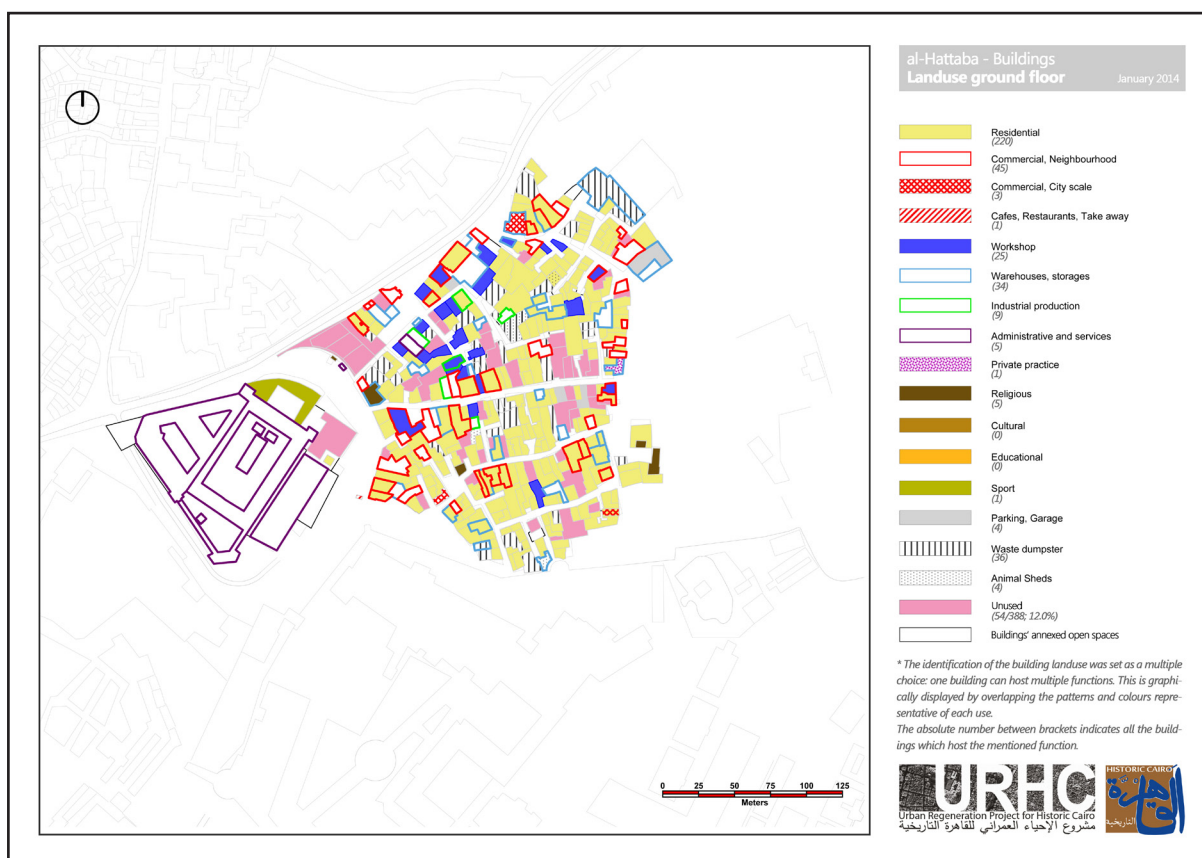 al-Hattaba - Buildings
Landuse ground floor January 2014
Residential
(220)
Commercial, Neighbourhood
(45)
Commercial, City scale
(3)
Cafes, Restaurants, Take away
(1)
Workshop
(25)
Warehouses, storages
(34)
Industrial production
(9)
Administrative and services
(5)
Private practice
(1)
Religious
(5)
Cultural
(0)
Educational
(0)
Sport
(1)
Parking, Garage
(4)
Waste dumpster
(36)
Animal Sheds
(4)
Unused
(54/388; 12.0%)
Buildings' annexed open spaces
* The identification of the building landuse was set as a multiple
choice: one building can host multiple functions. This is graphi-
cally displayed by overlapping the patterns and colours repre-
sentative of each use.
The absolute number between brackets indicates all the build-
ings which host the mentioned function.
0 25 50 75 100 125
Meters
URHC
Urban Regeneration Project for Historic Cairo
مشروع الإحياء العمراني للقاهرة التاريخية
HISTORIC CAIRO
القاهرة
التاريخية